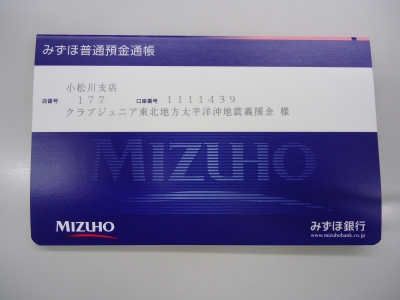 みずほ普通預金通帳
小松川支店
店番号 177 口座番号 1111439
クラブジュニア東北地方太平洋沖地震義援金 様
MIZUHO
MIZUHO みずほ銀行
www.mizuhobank.co.jp